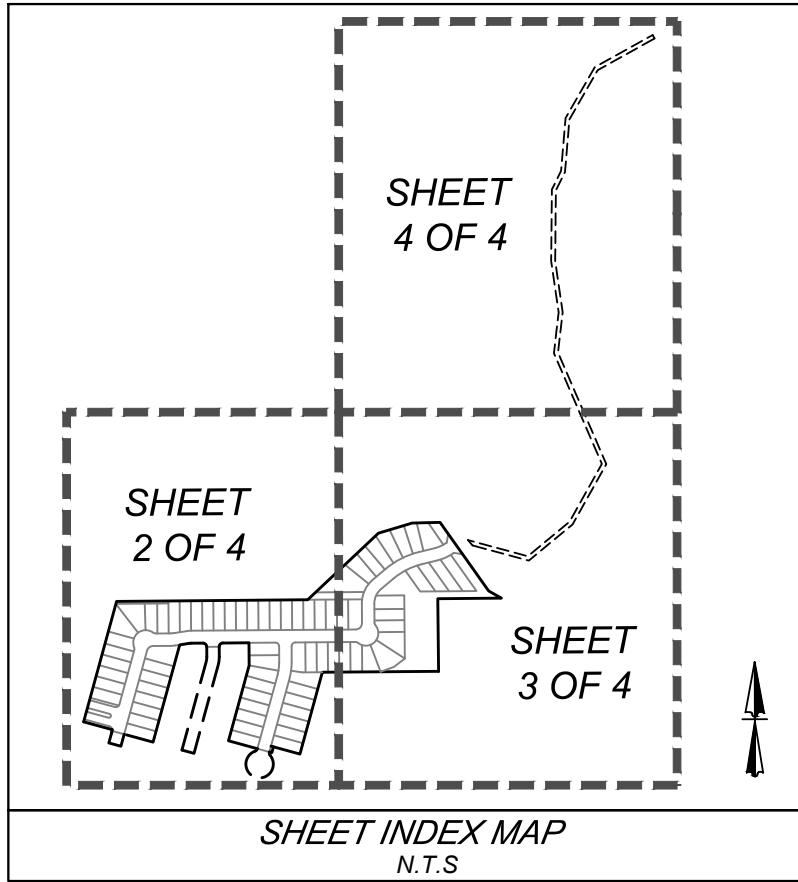 SHEET
4 OF 4
SHEET
2 OF 4
SHEET
3 OF 4
SHEET INDEX MAP
N.T.S